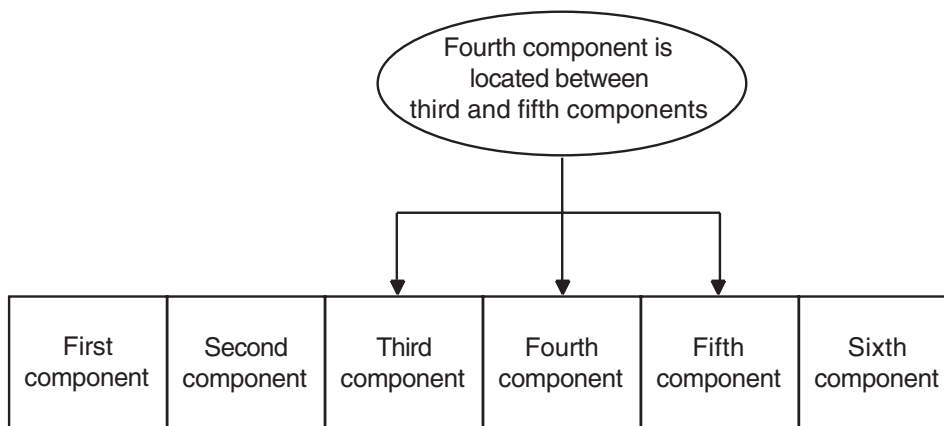 Fourth component is
located between
third and fifth components
First
component
Second
component
Third
component
Fourth
component
Fifth
component
Sixth
component